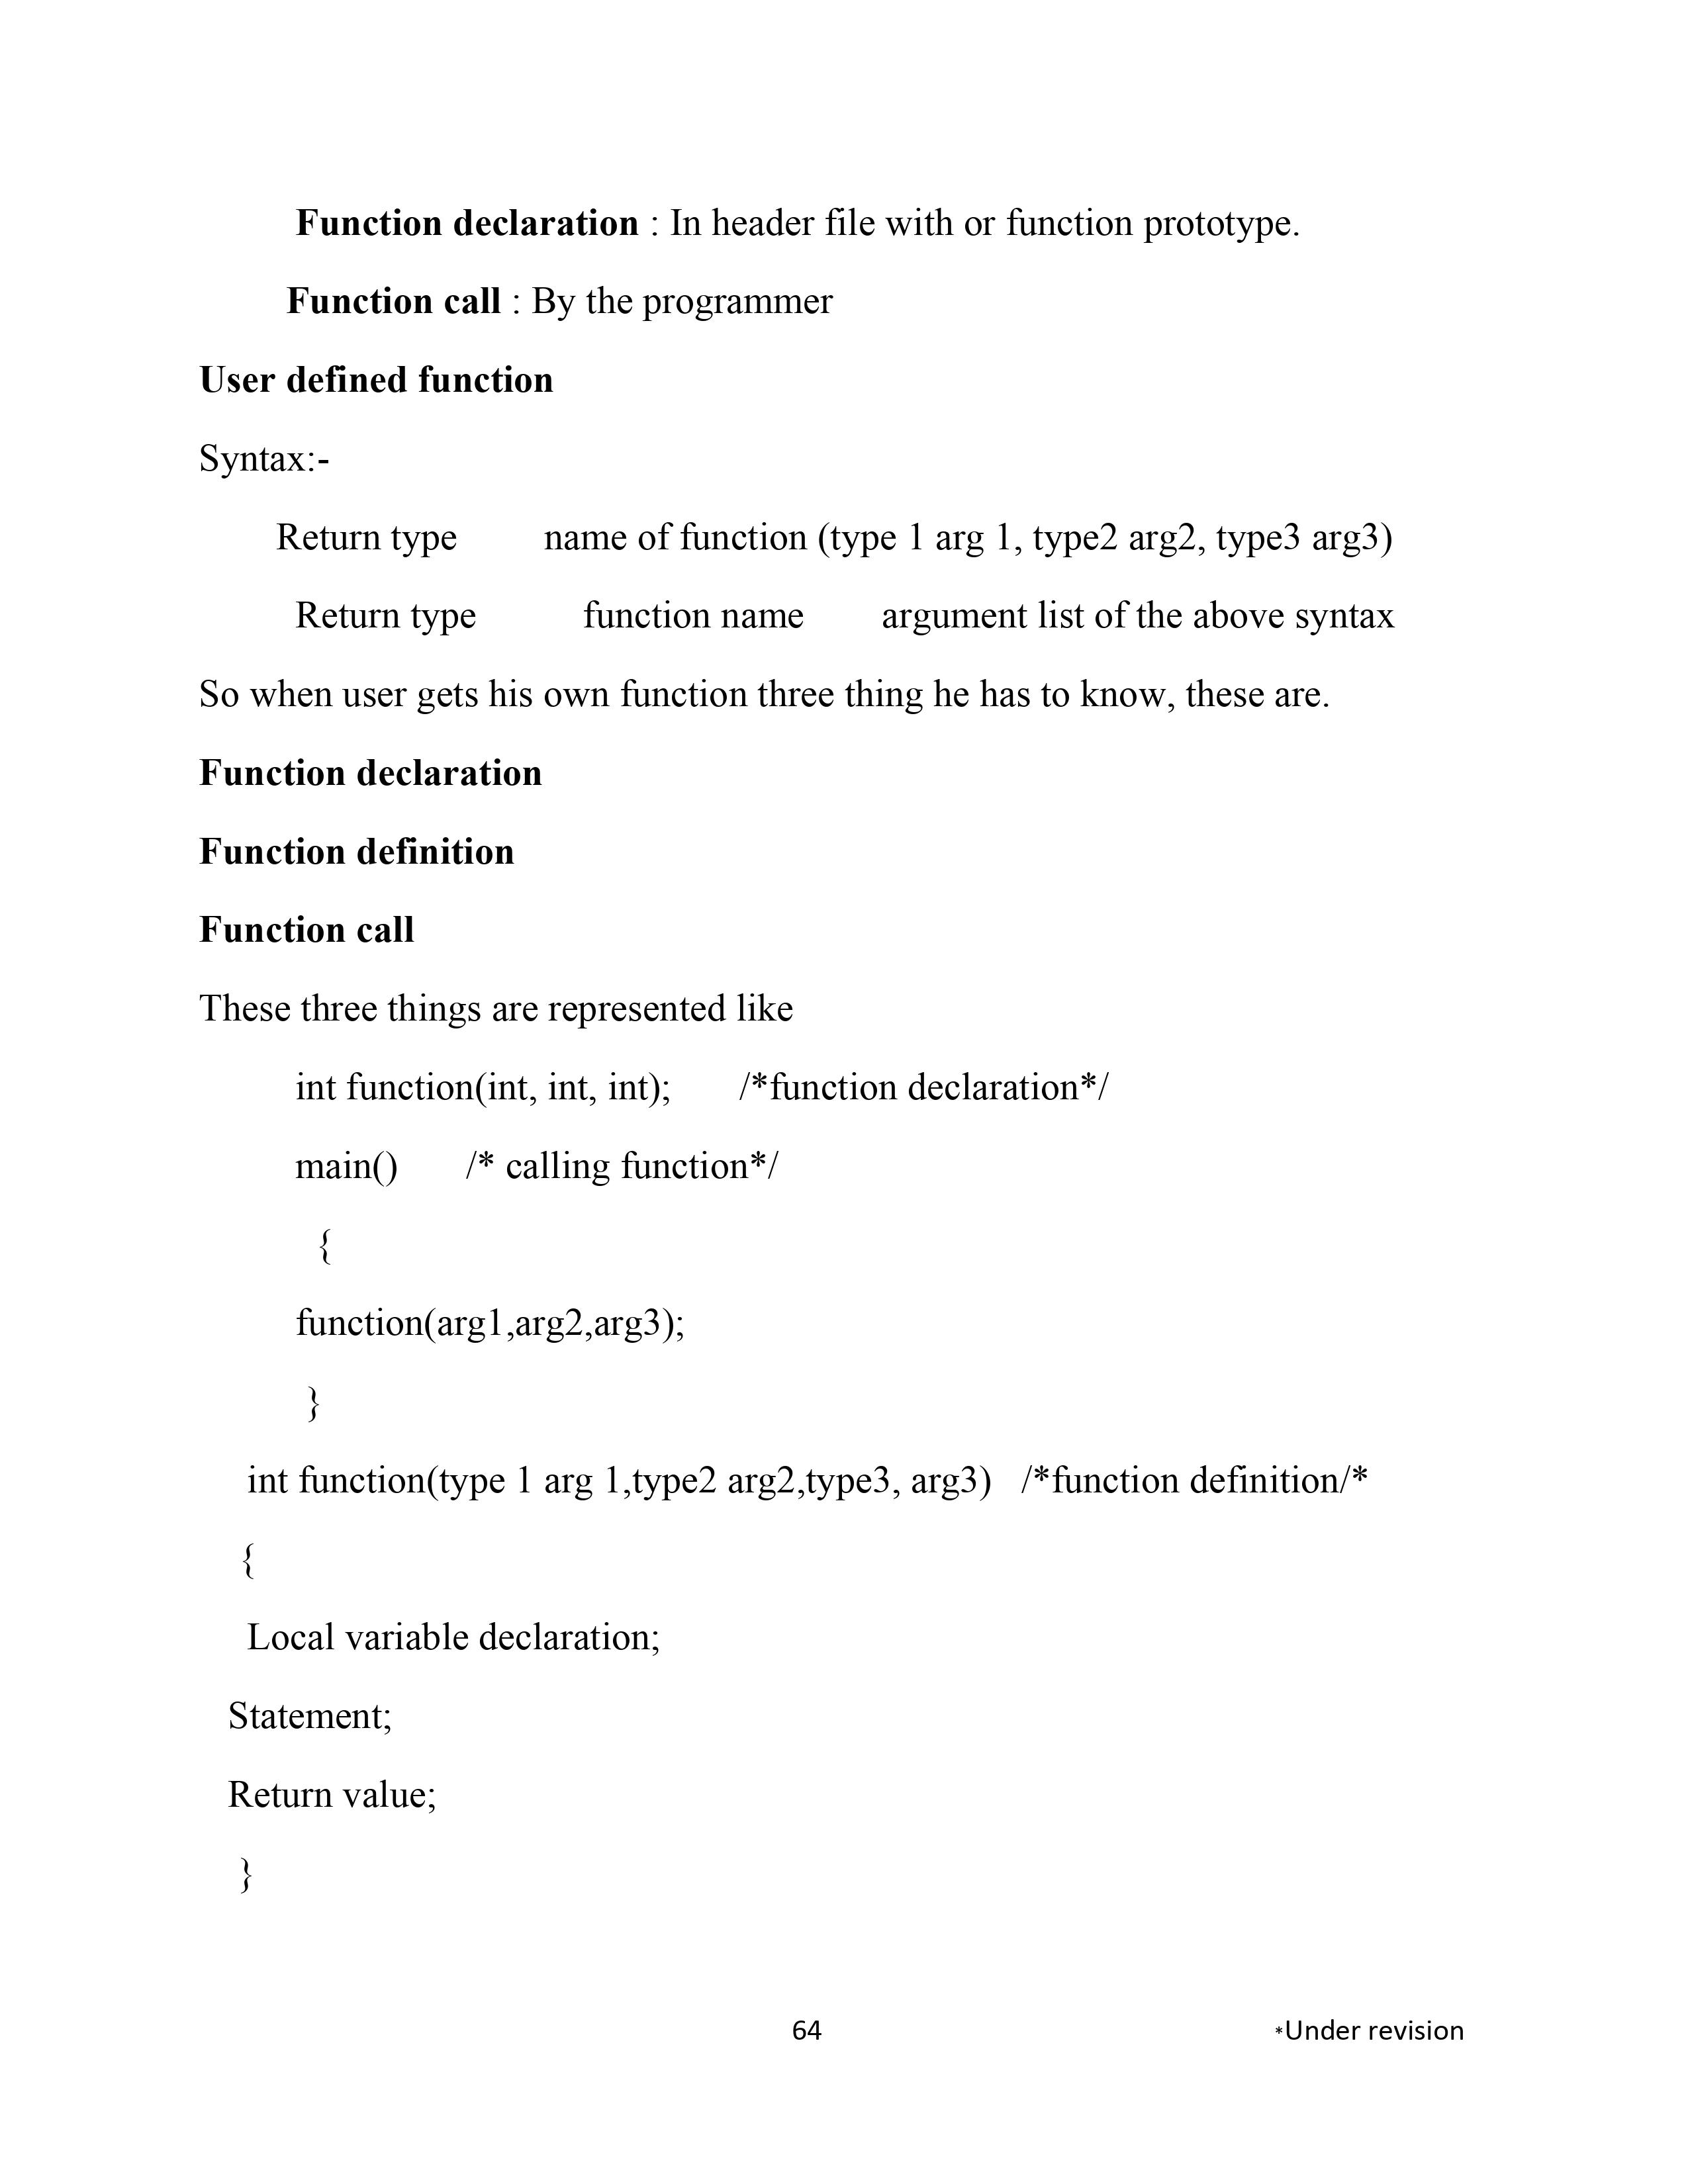 Function declaration : In header file with or function prototype.
Function call : By the programmer
User defined function
Syntax:-
Return type name of function (type 1 arg 1, type2 arg2, type3 arg3)
Return type function name argument list of the above syntax
So when user gets his own function three thing he has to know, these are.
Function declaration
Function definition
Function call
These three things are represented like
int function(int, int, int); /*function declaration*/
main() /* calling function*/
{
function(arg1,arg2,arg3);
}
int function(type 1 arg 1,type2 arg2,type3, arg3) /*function definition/*
{
Local variable declaration;
Statement;
Return value;
}
64 *Under revision